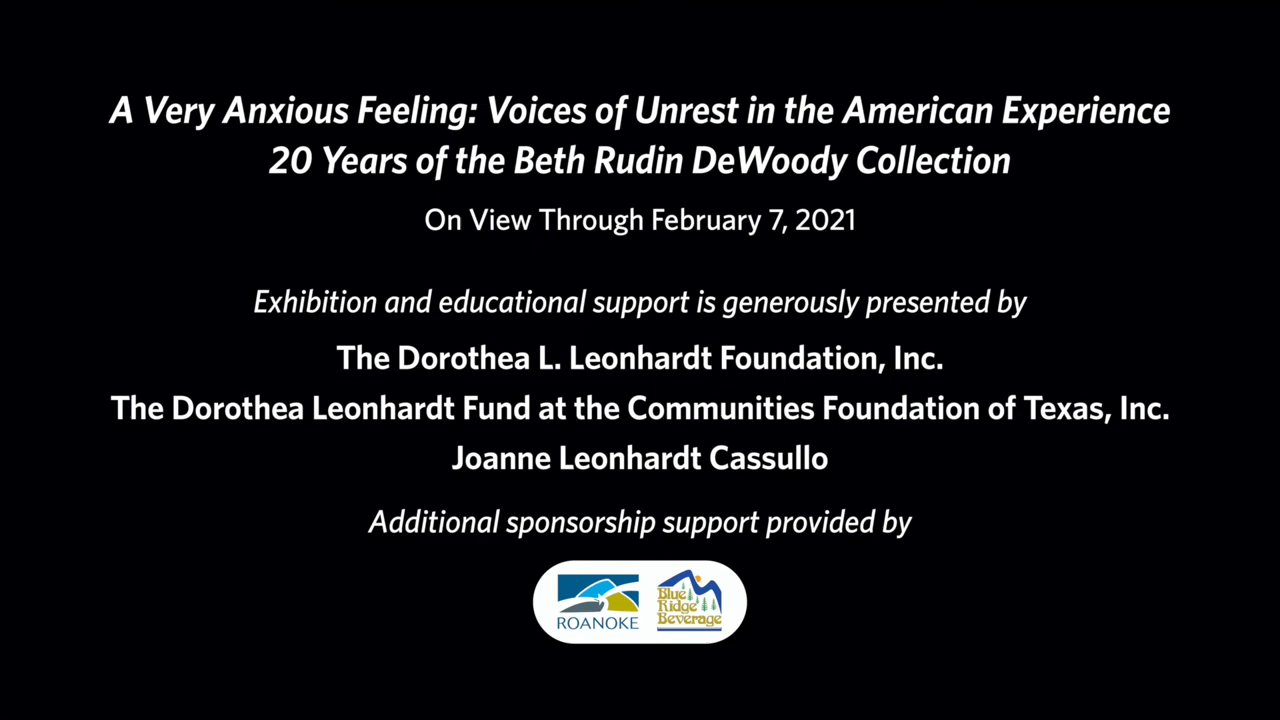 A Very Anxious Feeling: Voices of Unrest in the American Experience
20 Years of the Beth Rudin DeWoody Collection
On View Through February 7, 2021
Exhibition and educational support is generously presented by
The Dorothea L. Leonhardt Foundation, Inc.
The Dorothea Leonhardt Fund at the Communities Foundation of Texas, Inc.
Joanne Leonhardt Cassullo
Additional sponsorship support provided by
ROANOKE
Blue
Ridge
Beverage